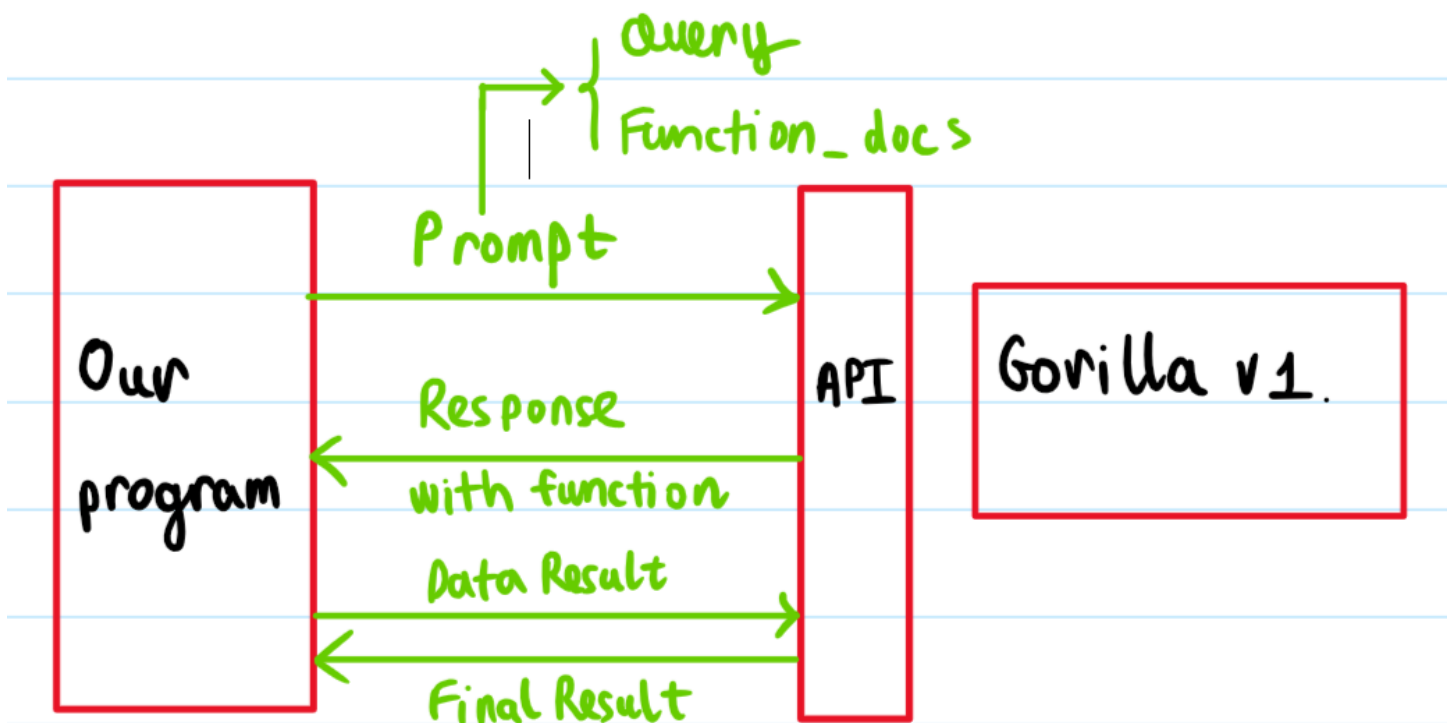 Query
Function_docs
Prompt
Our
program
Response
with function
Data Result
Final Result
API
Gorilla v1.